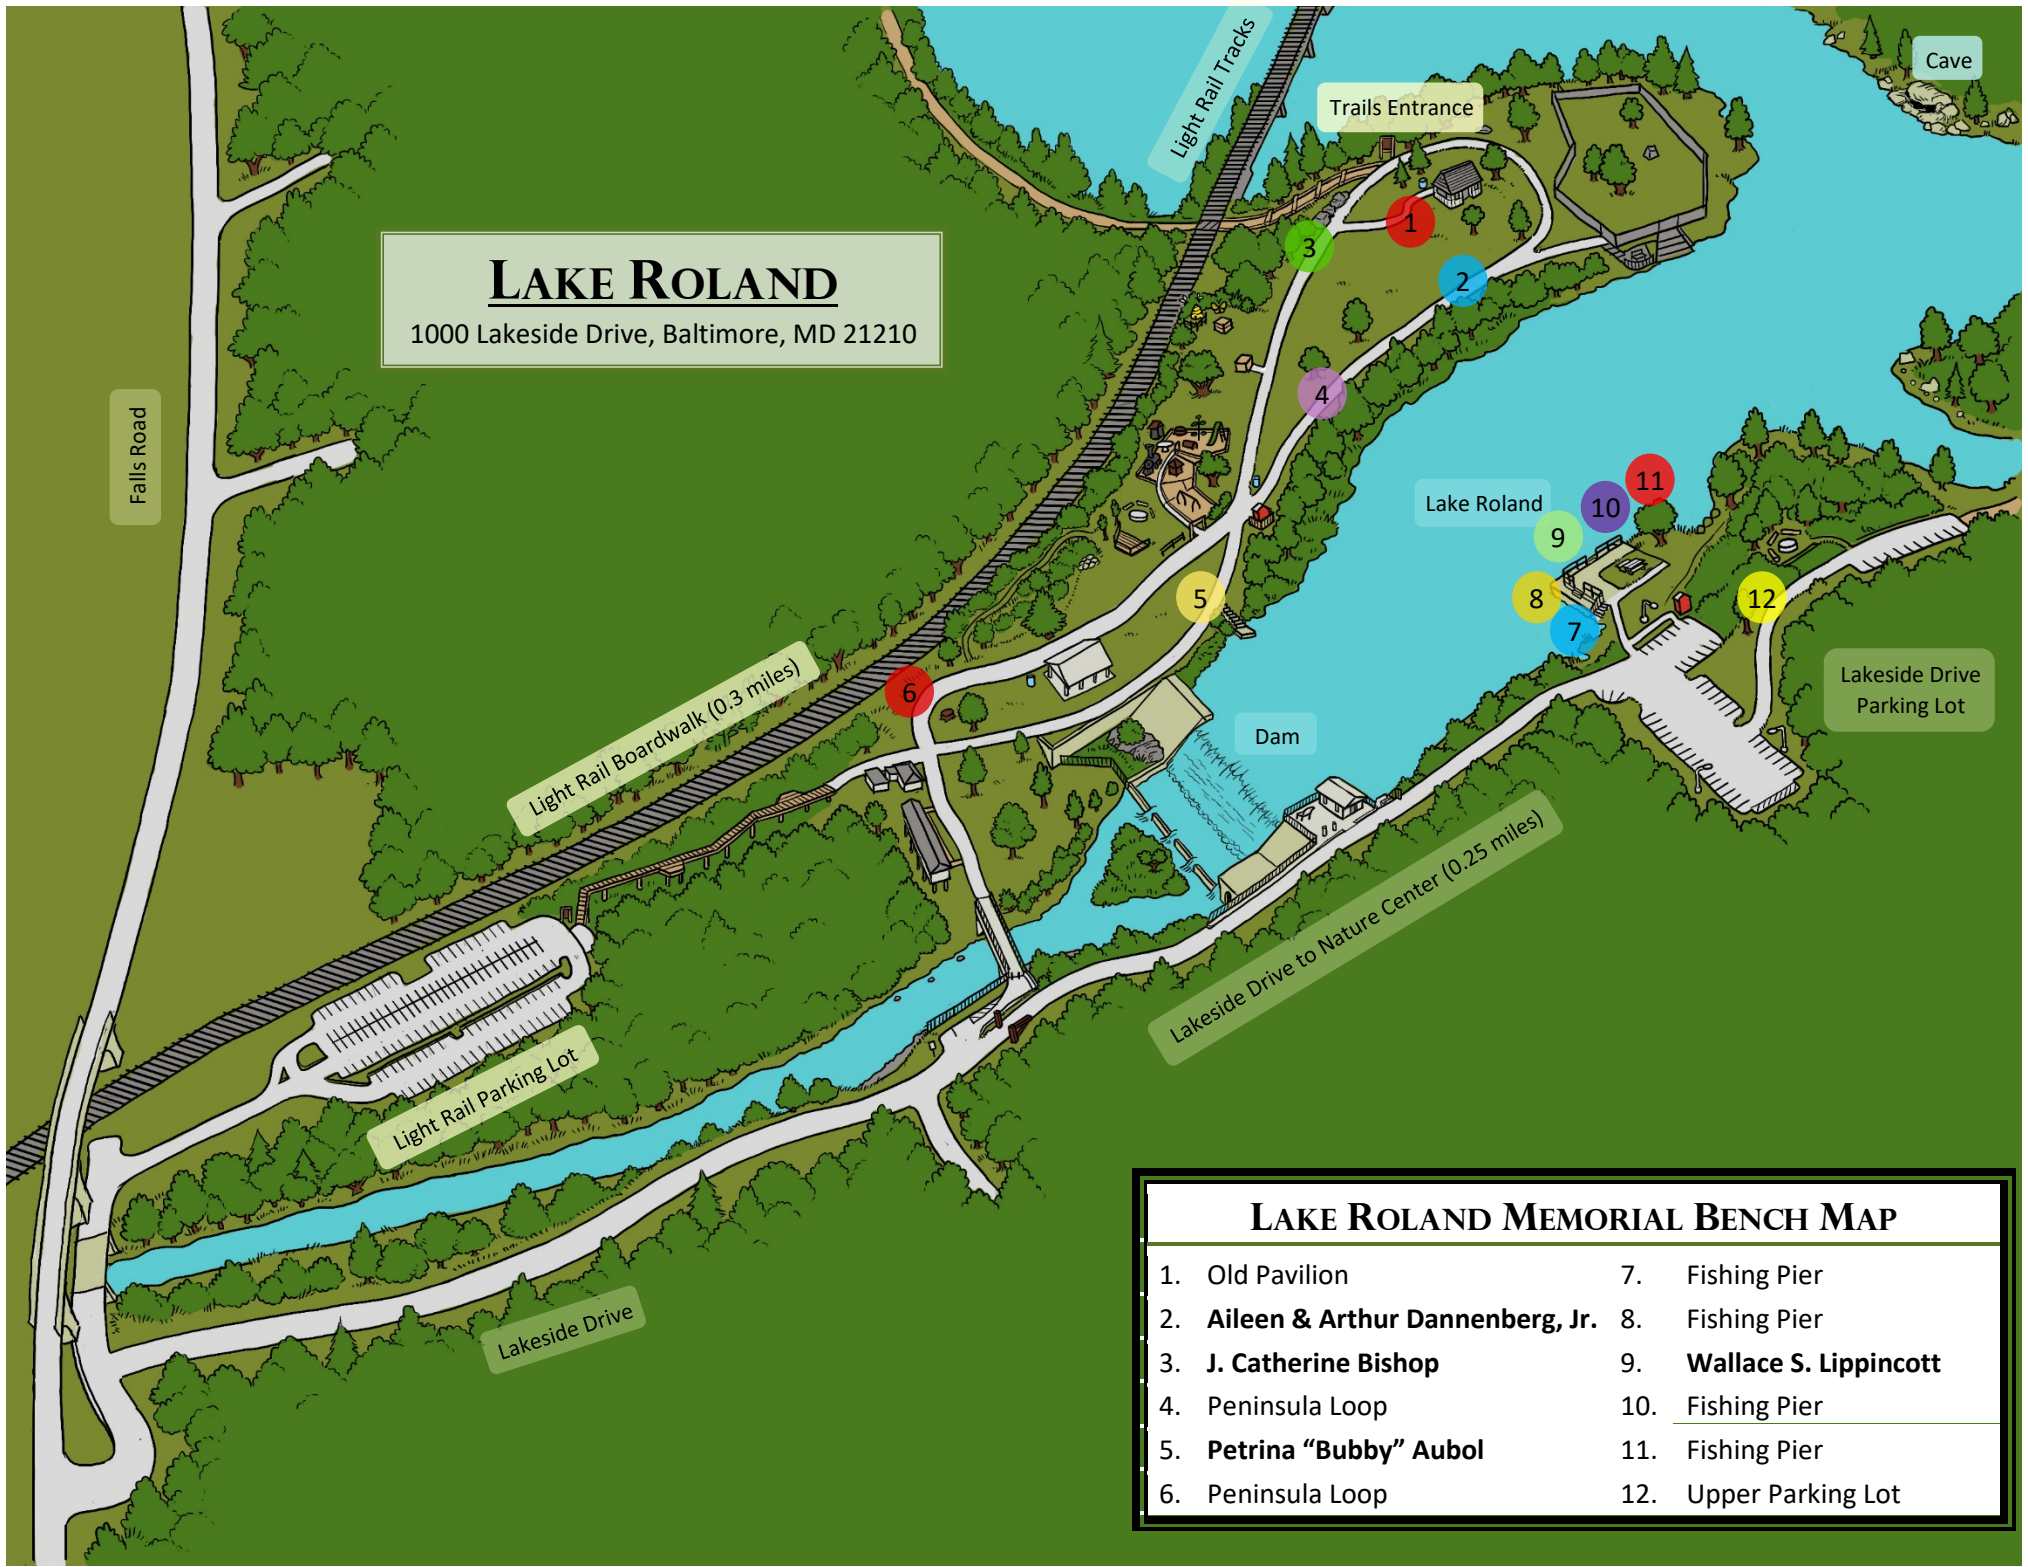 Cave
Light Rail Tracks
Trails Entrance
LAKE ROLAND
1000 Lakeside Drive, Baltimore, MD 21210
1
2
3
4
Falls Road
Lake Roland
11
10
9
8
7
12
5
6
Lakeside Drive
Parking Lot
Light Rail Boardwalk (0.3 miles)
Dam
Lakeside Drive to Nature Center (0.25 miles)
Light Rail Parking Lot
Lakeside Drive
LAKE ROLAND MEMORIAL BENCH MAP
1. Old Pavilion
2. Aileen & Arthur Dannenberg, Jr.
3. J. Catherine Bishop
4. Peninsula Loop
5. Petrina “Bubby” Aubol
6. Peninsula Loop
7. Fishing Pier
8. Fishing Pier
9. Wallace S. Lippincott
10. Fishing Pier
11. Fishing Pier
12. Upper Parking Lot